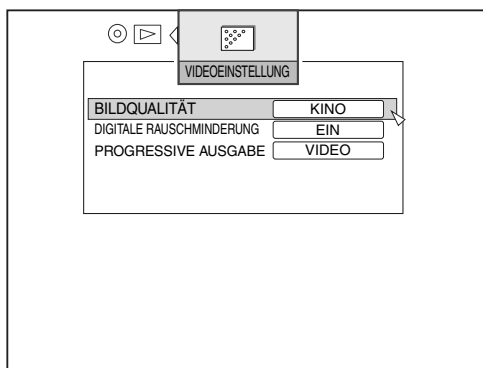 VIDEOEINSTELLUNG
BILDQUALITÄT KINO
DIGITALE RAUSCHMINDERUNG EIN
PROGRESSIVE AUSGABE VIDEO